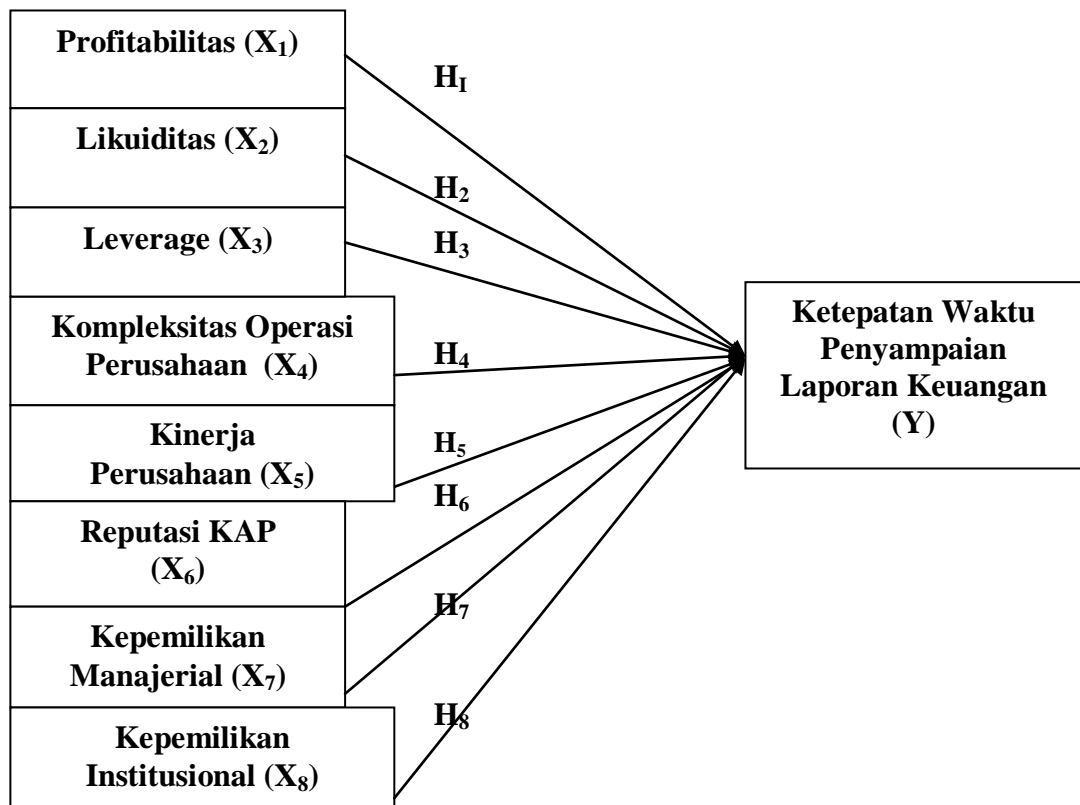 Profitabilitas (X₁)
H_I
Likuiditas (X₂)
H₂
Leverage (X₃)
H₃
Kompleksitas Operasi
Perusahaan (X₄)
H₄
Kinerja
Perusahaan (X₅)
H₅
Reputasi KAP
(X₆)
H₆
Kepemilikan
Manajerial (X₇)
H₇
Kepemilikan
Institusional (X₈)
H₈
Ketepatan Waktu
Penyampaian
Laporan Keuangan
(Y)